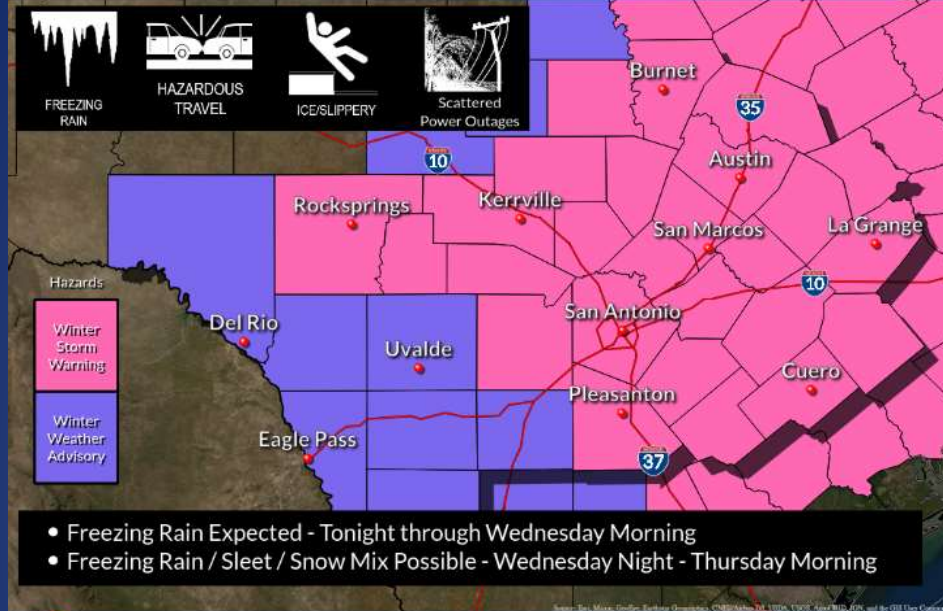 FREEZING
RAIN
HAZARDOUS
TRAVEL
ICE/SLIPPERY
Scattered
Power Outages
Burnet
35
10
Austin
Rocksprings
Kerrville
San Marcos
La Grange
Hazards
10
Winter
Storm
Warning
Del Rio
San Antonio
Uvalde
Cuero
Pleasanton
Winter
Weather
Advisory
Eagle Pass
37
• Freezing Rain Expected - Tonight through Wednesday Morning
• Freezing Rain / Sleet / Snow Mix Possible - Wednesday Night - Thursday Morning